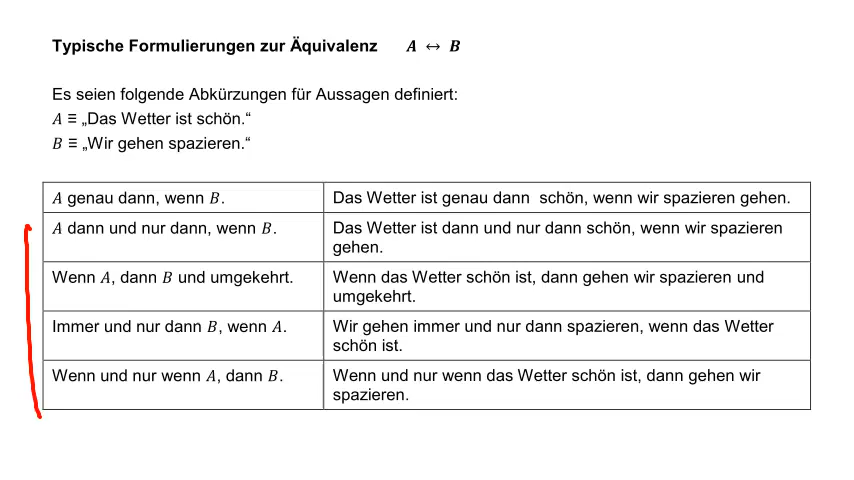 Typische Formulierungen zur Äquivalenz A ↔ B
Es seien folgende Abkürzungen für Aussagen definiert:
A ≡ „Das Wetter ist schön.“
B ≡ „Wir gehen spazieren.“
A genau dann, wenn B. Das Wetter ist genau dann schön, wenn wir spazieren gehen.
A dann und nur dann, wenn B. Das Wetter ist dann und nur dann schön, wenn wir spazieren
gehen.
Wenn A, dann B und umgekehrt. Wenn das Wetter schön ist, dann gehen wir spazieren und
umgekehrt.
Immer und nur dann B, wenn A. Wir gehen immer und nur dann spazieren, wenn das Wetter
schön ist.
Wenn und nur wenn A, dann B. Wenn und nur wenn das Wetter schön ist, dann gehen wir
spazieren.